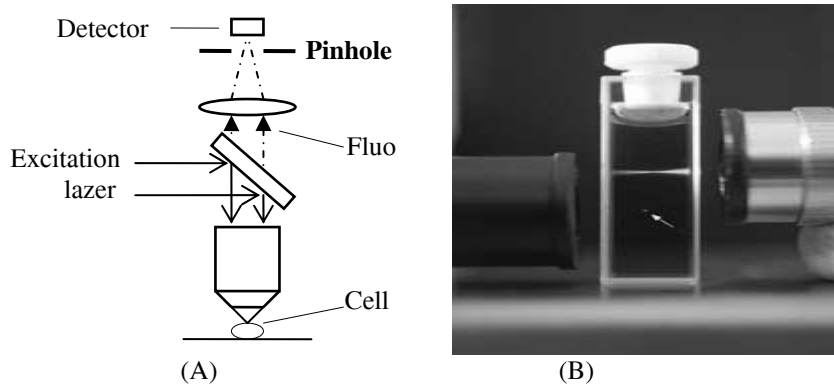 Detector
Pinhole
Fluo
Excitation
lazer
Cell
(A)
(B)